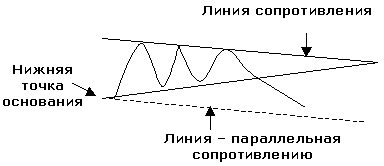 Линия сопротивления
Нижняя
точка
основания
Линия – параллельная
сопротивлению